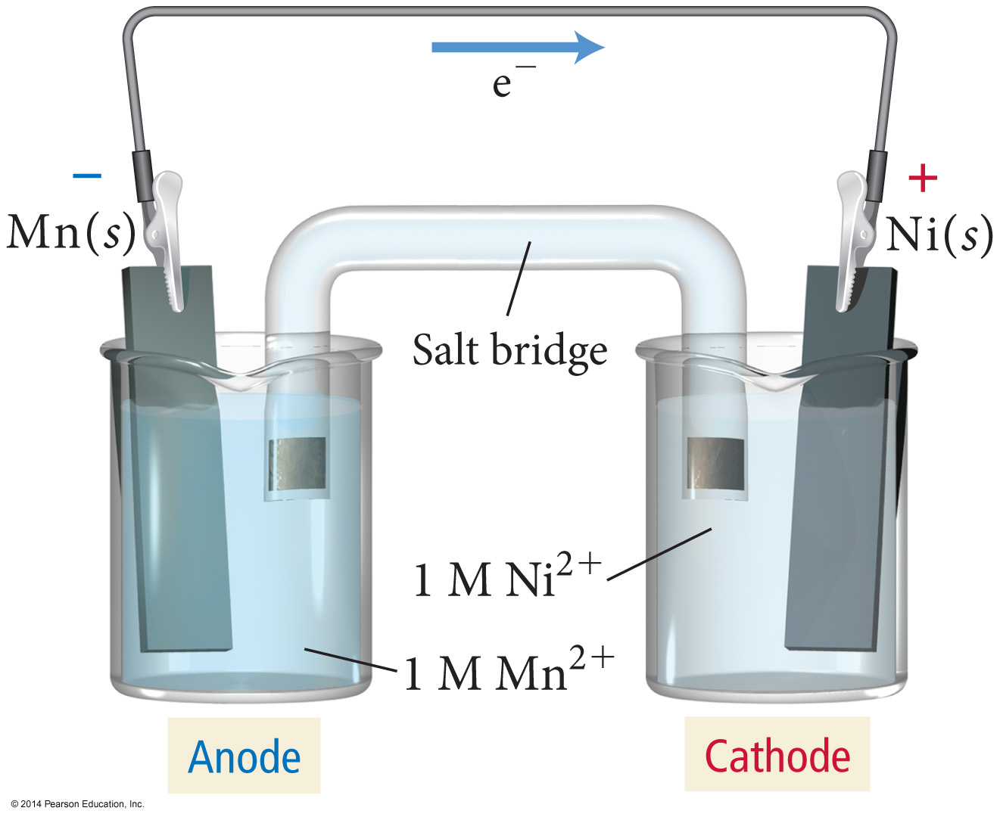 e⁻
−
+
Mn(s)
Ni(s)
Salt bridge
1 M Ni²⁺
1 M Mn²⁺
Anode
Cathode
© 2014 Pearson Education, Inc.